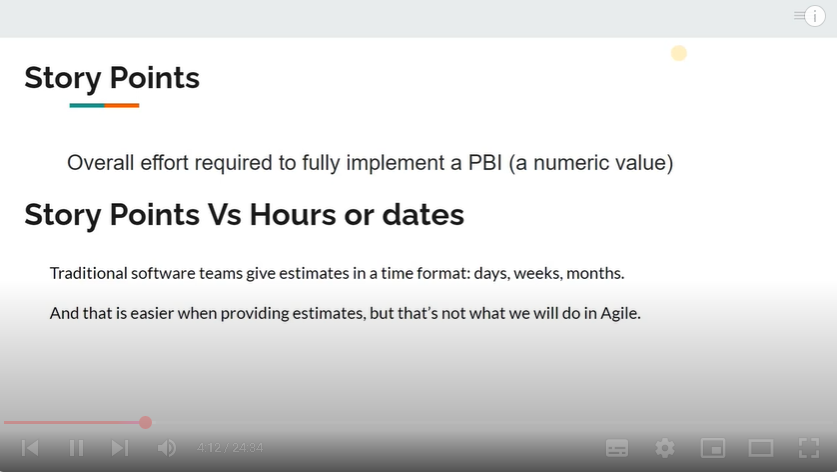 Story Points
Overall effort required to fully implement a PBI (a numeric value)
Story Points Vs Hours or dates
Traditional software teams give estimates in a time format: days, weeks, months.
And that is easier when providing estimates, but that's not what we will do in Agile.
4:12 / 24:34